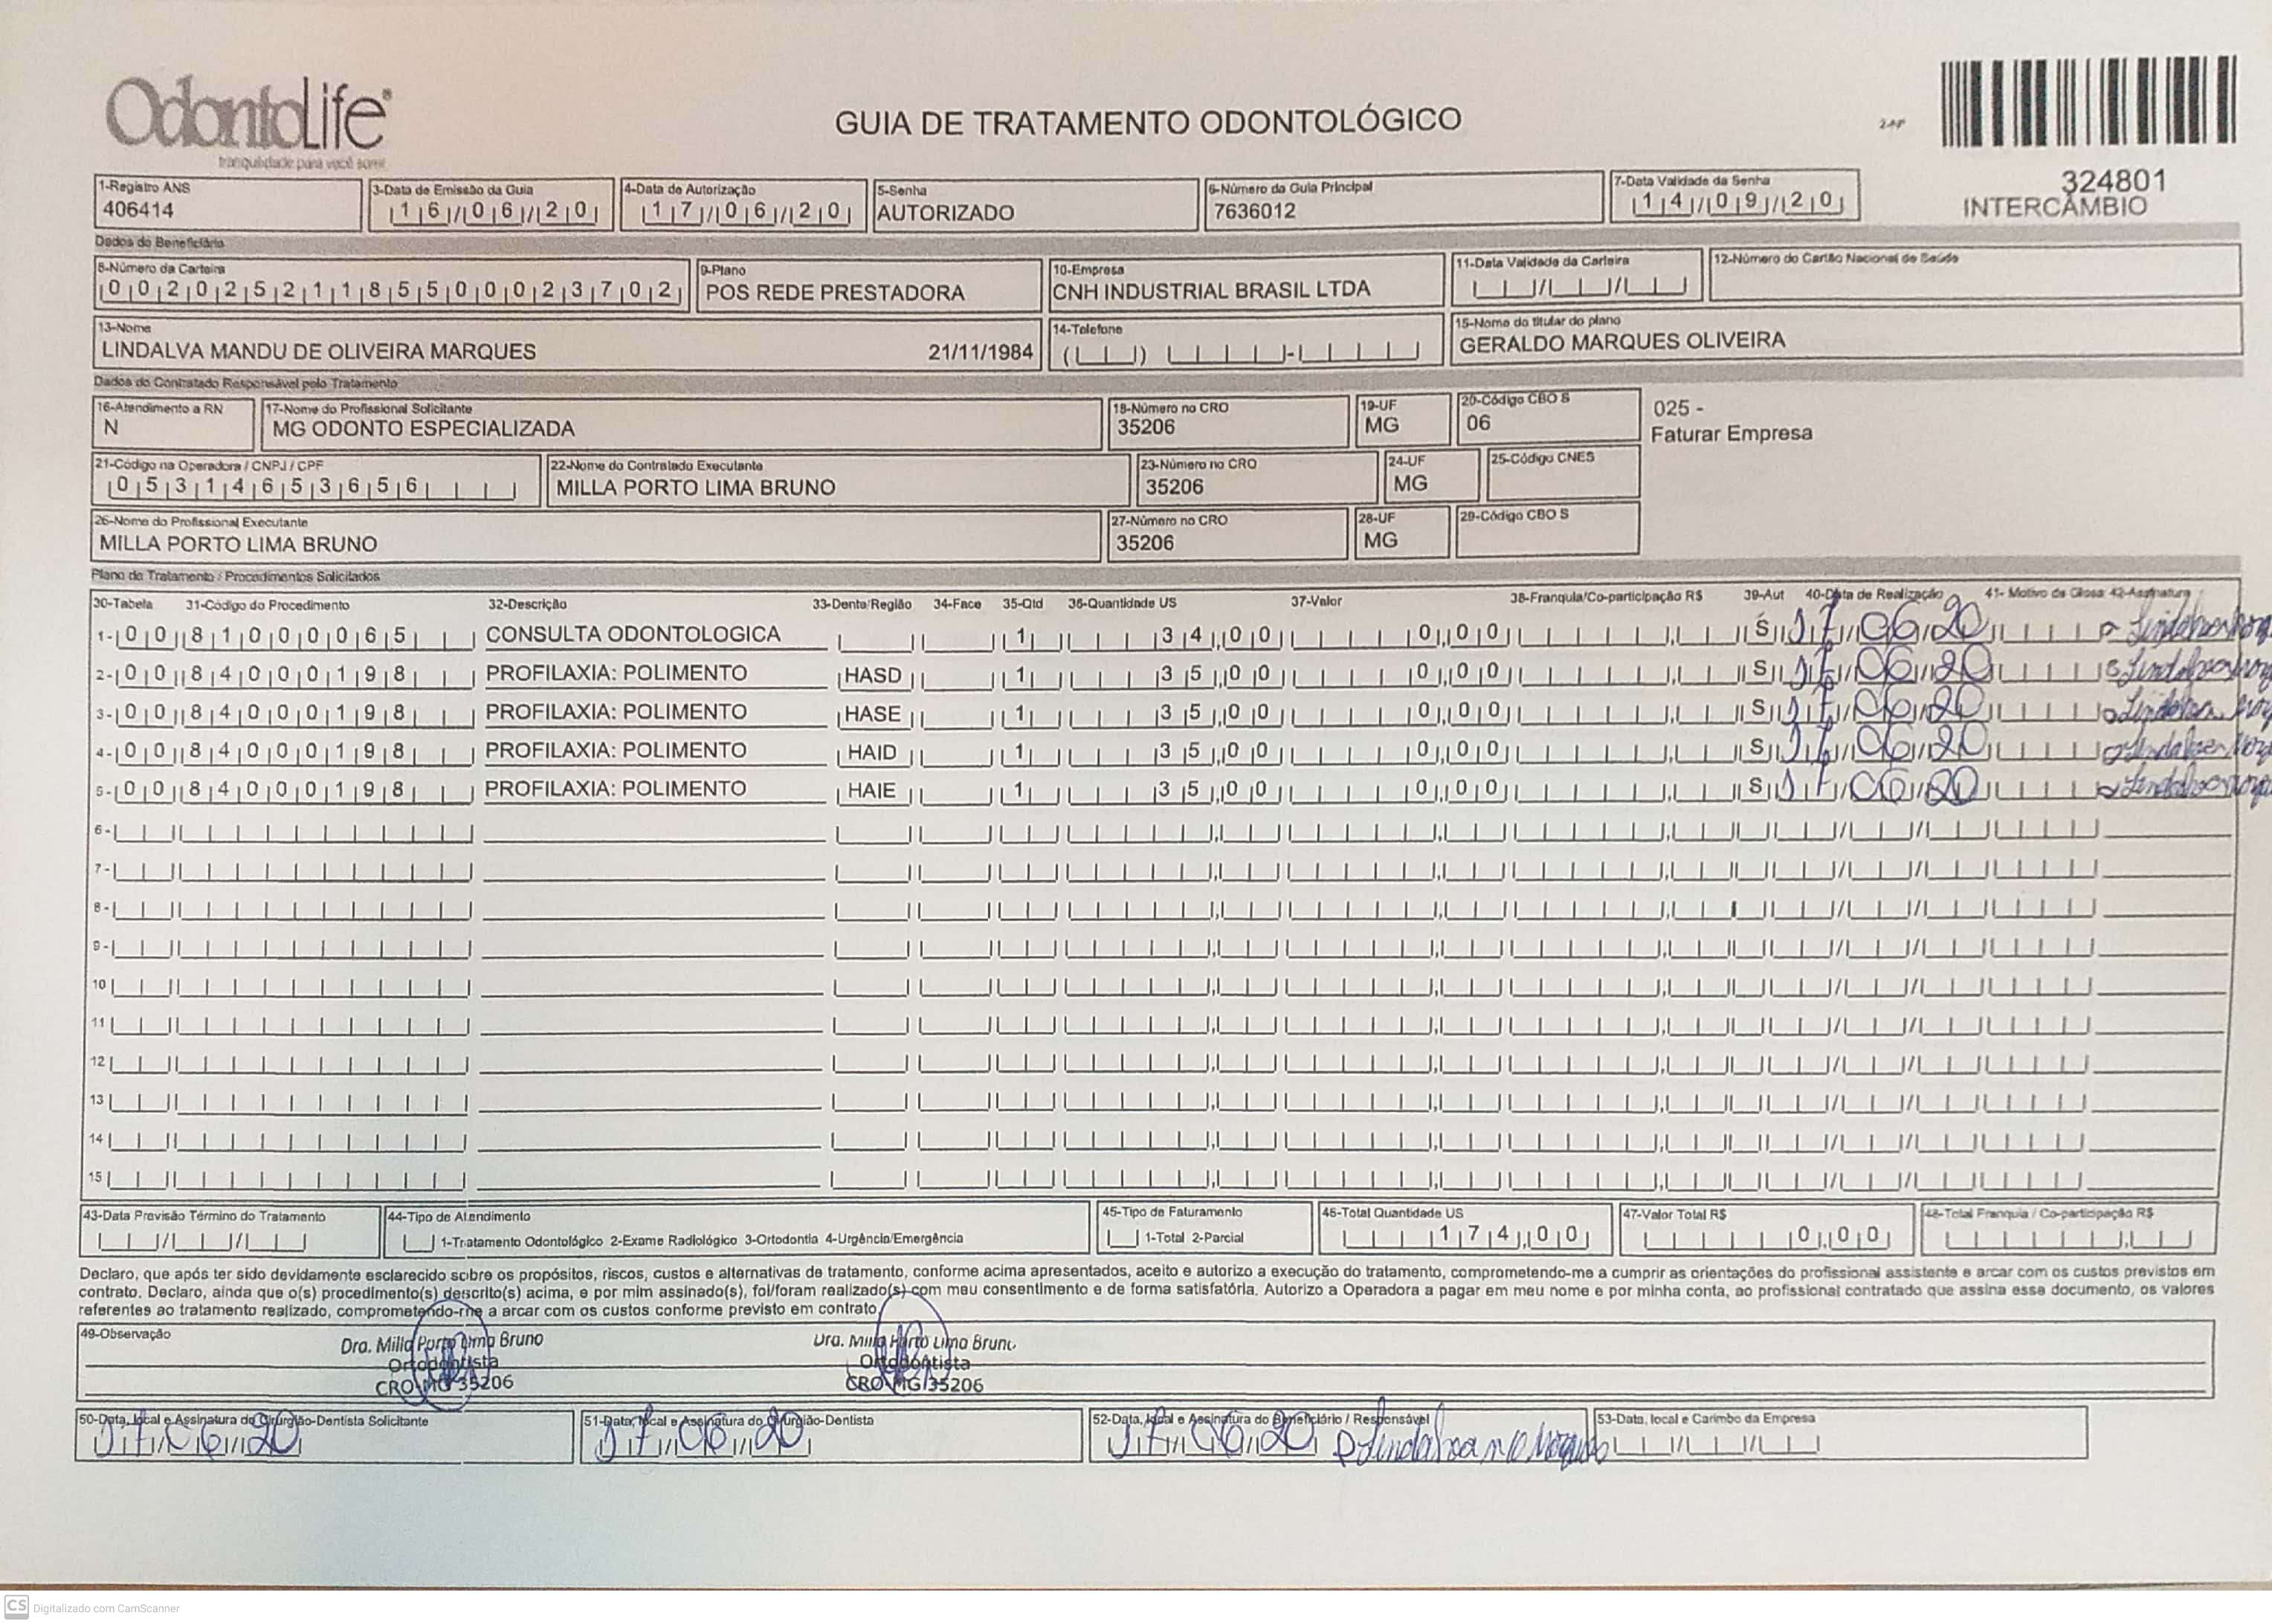 OdontoLife®
tranquilidade para você sorrir
GUIA DE TRATAMENTO ODONTOLÓGICO
324801
INTERCÂMBIO
1-Registro ANS
406414
3-Data de Emissão da Guia
16/06/20
4-Data de Autorização
17/06/20
5-Senha
AUTORIZADO
6-Número da Guia Principal
7636012
7-Data Validade da Senha
14/09/20
Dados do Beneficiário
8-Número da Carteira
00202521185500023702
9-Plano
POS REDE PRESTADORA
10-Empresa
CNH INDUSTRIAL BRASIL LTDA
11-Data Validade da Carteira
12-Número do Cartão Nacional de Saúde
13-Nome
LINDALVA MANDU DE OLIVEIRA MARQUES 21/11/1984
14-Telefone
15-Nome do titular do plano
GERALDO MARQUES OLIVEIRA
Dados do Contratado Responsável pelo Tratamento
16-Atendimento a RN
N
17-Nome do Profissional Solicitante
MG ODONTO ESPECIALIZADA
18-Número no CRO
35206
19-UF
MG
20-Código CBO S
06
025 -
Faturar Empresa
21-Código na Operadora / CNPJ / CPF
05314653656
22-Nome do Contratado Executante
MILLA PORTO LIMA BRUNO
23-Número no CRO
35206
24-UF
MG
25-Código CNES
26-Nome do Profissional Executante
MILLA PORTO LIMA BRUNO
27-Número no CRO
35206
28-UF
MG
29-Código CBO S
Plano de Tratamento / Procedimentos Solicitados
30-Tabela 31-Código do Procedimento 32-Descrição 33-Dente/Região 34-Face 35-Qtd 36-Quantidade US 37-Valor 38-Franquia/Co-participação R$ 39-Aut 40-Data de Realização 41- Motivo da Glosa 42-Assinatura
1- 00 81000065 CONSULTA ODONTOLOGICA 1 34,00 0,00 S 17/06/20
2- 00 84000198 PROFILAXIA: POLIMENTO HASD 1 35,00 0,00 S 17/06/20
3- 00 84000198 PROFILAXIA: POLIMENTO HASE 1 35,00 0,00 S 17/06/20
4- 00 84000198 PROFILAXIA: POLIMENTO HAID 1 35,00 0,00 S 17/06/20
5- 00 84000198 PROFILAXIA: POLIMENTO HAIE 1 35,00 0,00 S 17/06/20
6-
7-
8-
9-
10
11
12
13
14
15
43-Data Previsão Término do Tratamento
44-Tipo de Atendimento
1-Tratamento Odontológico 2-Exame Radiológico 3-Ortodontia 4-Urgência/Emergência
45-Tipo de Faturamento
1-Total 2-Parcial
46-Total Quantidade US
174,00
47-Valor Total R$
0,00
48-Total Franquia / Co-participação R$
Declaro, que após ter sido devidamente esclarecido sobre os propósitos, riscos, custos e alternativas de tratamento, conforme acima apresentados, aceito e autorizo a execução do tratamento, comprometendo-me a cumprir as orientações do profissional assistente e arcar com os custos previstos em
contrato. Declaro, ainda que o(s) procedimento(s) descrito(s) acima, e por mim assinado(s), foi/foram realizado(s) com meu consentimento e de forma satisfatória. Autorizo a Operadora a pagar em meu nome e por minha conta, ao profissional contratado que assina esse documento, os valores
referentes ao tratamento realizado, comprometendo-me a arcar com os custos conforme previsto em contrato.
49-Observação
Dra. Milla Porto Lima Bruno
Ortodontista
CRO MG 35206
Dra. Milla Porto Lima Bruno
Ortodontista
CRO MG 35206
50-Data, local e Assinatura do Cirurgião-Dentista Solicitante
17/06/20
51-Data, local e Assinatura do Cirurgião-Dentista
17/06/20
52-Data, local e Assinatura do Beneficiário / Responsável
17/06/20
53-Data, local e Carimbo da Empresa
CS Digitalizado com CamScanner